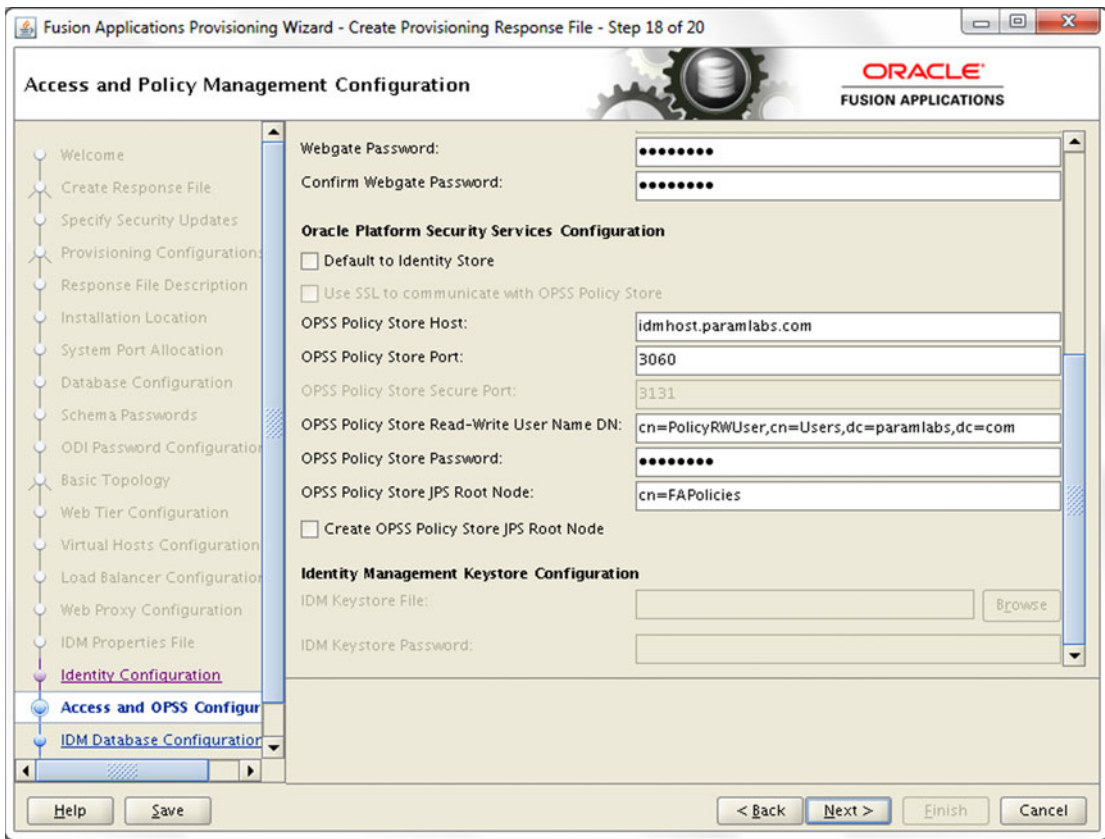 Fusion Applications Provisioning Wizard - Create Provisioning Response File - Step 18 of 20
Access and Policy Management Configuration
ORACLE
FUSION APPLICATIONS
Welcome
Create Response File
Specify Security Updates
Provisioning Configurations
Response File Description
Installation Location
System Port Allocation
Database Configuration
Schema Passwords
ODI Password Configuration
Basic Topology
Web Tier Configuration
Virtual Hosts Configuration
Load Balancer Configuration
Web Proxy Configuration
IDM Properties File
Identity Configuration
Access and OPSS Configur
IDM Database Configuration
Webgate Password: ••••••••
Confirm Webgate Password: ••••••••
Oracle Platform Security Services Configuration
Default to Identity Store
Use SSL to communicate with OPSS Policy Store
OPSS Policy Store Host: idmhost.paramlabs.com
OPSS Policy Store Port: 3060
OPSS Policy Store Secure Port: 3131
OPSS Policy Store Read-Write User Name DN: cn=PolicyRWUser,cn=Users,dc=paramlabs,dc=com
OPSS Policy Store Password: ••••••••
OPSS Policy Store JPS Root Node: cn=FAPolicies
Create OPSS Policy Store JPS Root Node
Identity Management Keystore Configuration
IDM Keystore File: Browse
IDM Keystore Password:
Help Save < Back Next > Finish Cancel